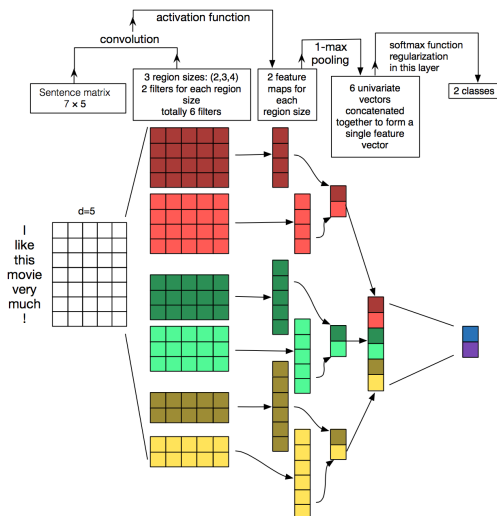 activation function
convolution
1-max
pooling
softmax function
regularization
in this layer
Sentence matrix
7 × 5
3 region sizes: (2,3,4)
2 filters for each region
size
totally 6 filters
2 feature
maps for
each
region size
6 univariate
vectors
concatenated
together to form a
single feature
vector
2 classes
d=5
I
like
this
movie
very
much
!